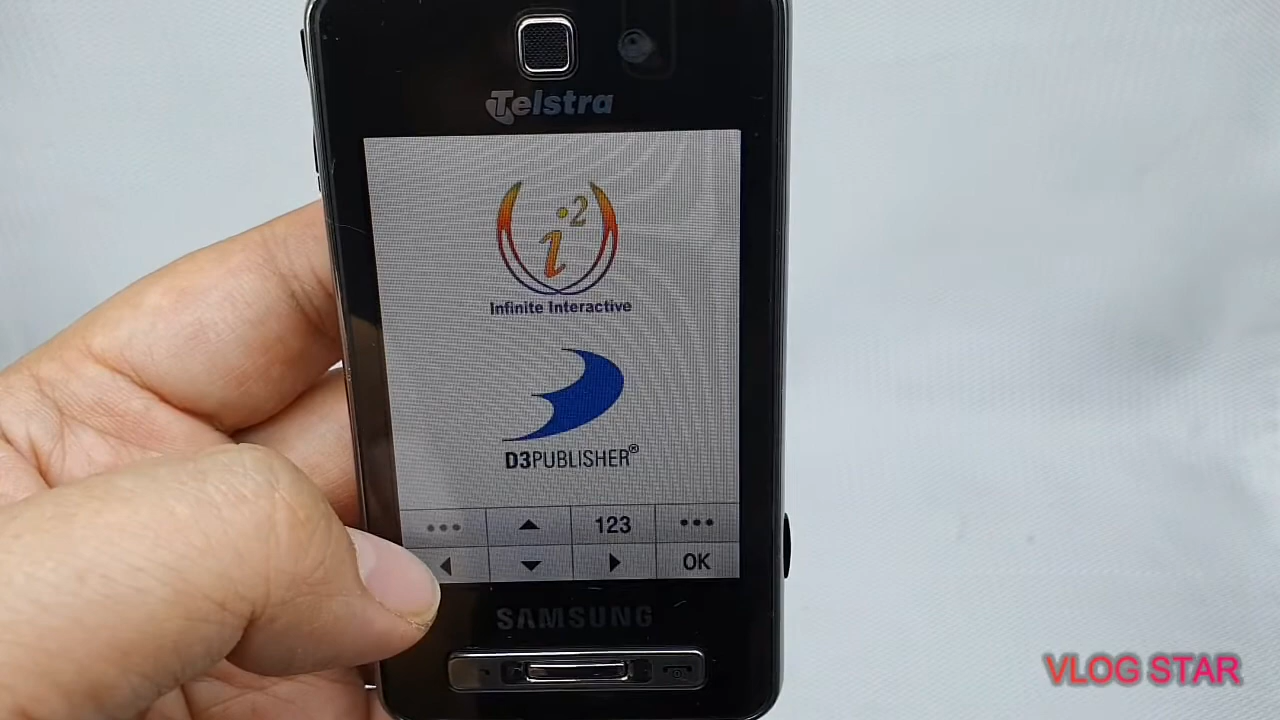 Telstra
i2
Infinite Interactive
D3PUBLISHER®
123
OK
SAMSUNG
VLOG STAR